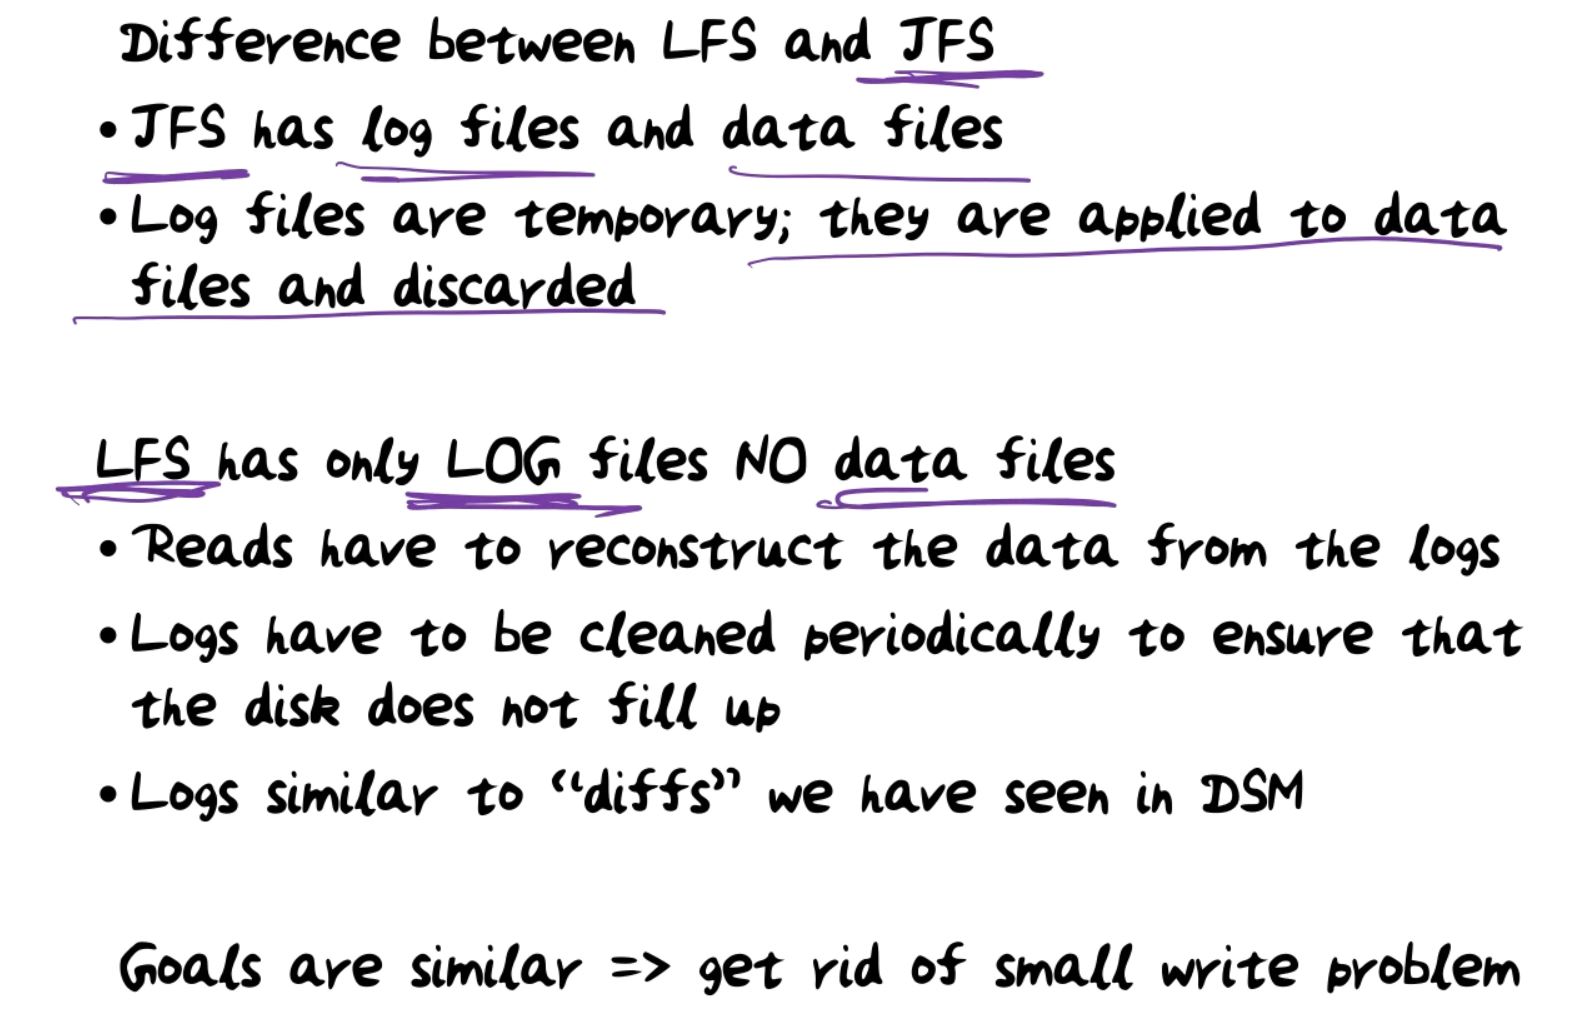 Difference between LFS and JFS
• JFS has log files and data files
• Log files are temporary; they are applied to data
files and discarded
LFS has only LOG files NO data files
• Reads have to reconstruct the data from the logs
• Logs have to be cleaned periodically to ensure that
the disk does not fill up
• Logs similar to “diffs” we have seen in DSM
Goals are similar => get rid of small write problem